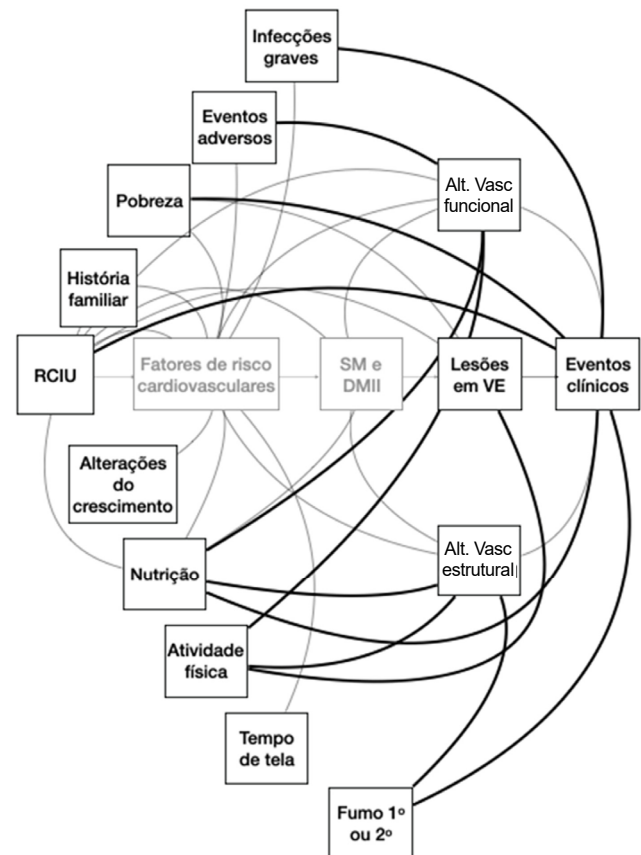 Infecções
graves
Eventos
adversos
Alt. Vasc
funcional
Pobreza
História
familiar
RCIU
Fatores de risco
cardiovasculares
SM e
DMII
Lesões
em VE
Eventos
clínicos
Alterações
do
crescimento
Nutrição
Alt. Vasc
estrutural
Atividade
física
Tempo
de tela
Fumo 1º
ou 2º